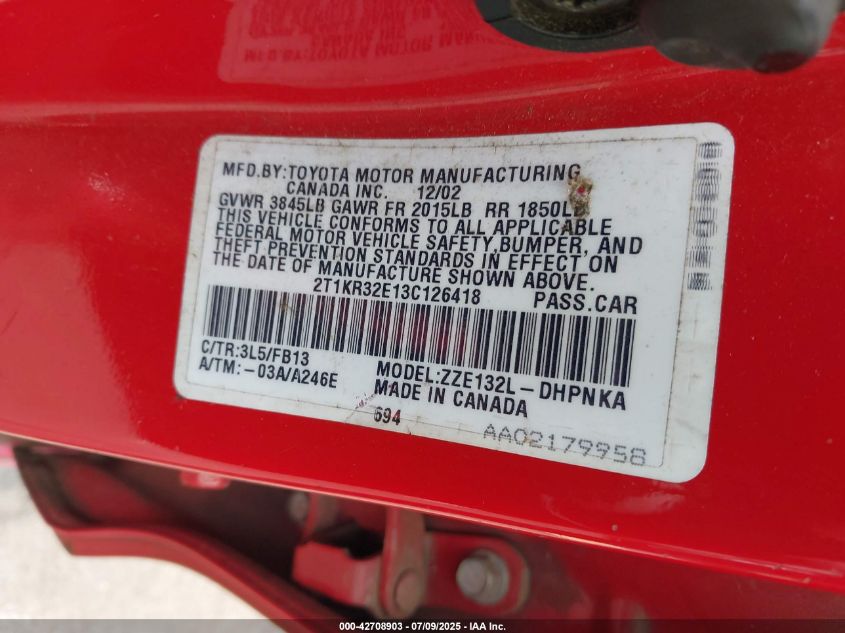 MFD.BY:TOYOTA MOTOR MANUFACTURING
CANADA INC. 12/02
GVWR 3845LB GAWR FR 2015LB RR 1850LB
THIS VEHICLE CONFORMS TO ALL APPLICABLE
FEDERAL MOTOR VEHICLE SAFETY,BUMPER, AND
THEFT PREVENTION STANDARDS IN EFFECT ON
THE DATE OF MANUFACTURE SHOWN ABOVE.
2T1KR32E13C126418 PASS.CAR
C/TR:3L5/FB13
A/TM:-03A/A246E
MODEL:ZZE132L-DHPNKA
MADE IN CANADA
694
AA02179958
000-42708903 - 07/09/2025 - IAA Inc.